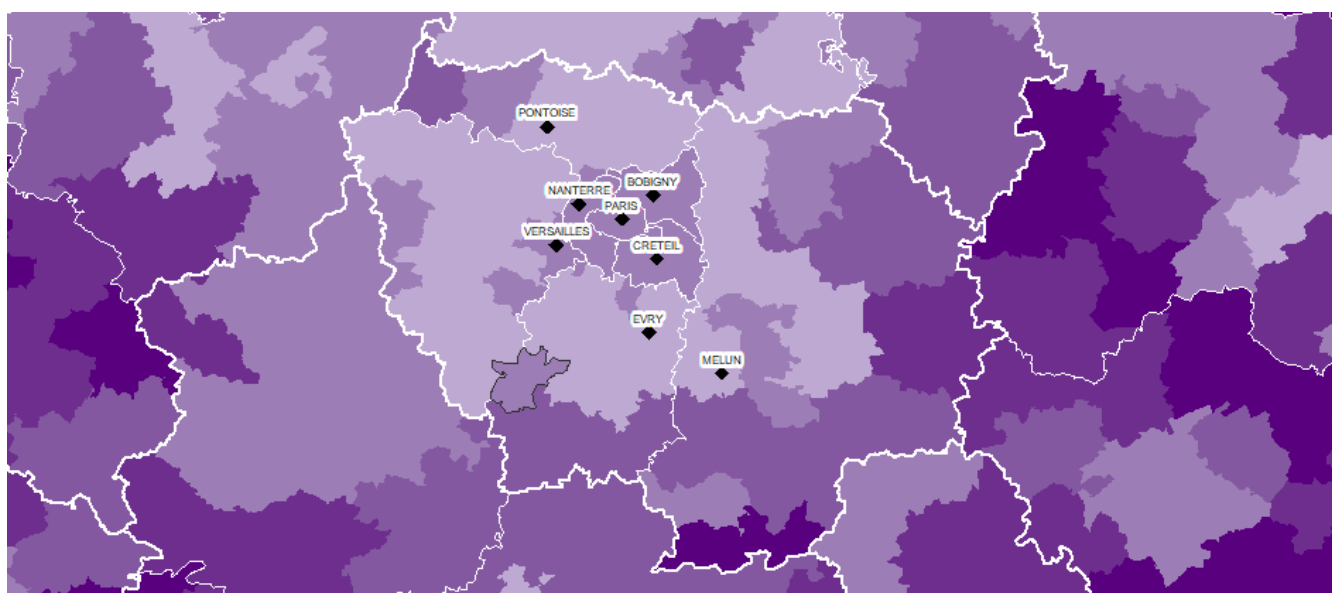 PONTOISE
BOBIGNY
NANTERRE
PARIS
VERSAILLES
CRETEIL
EVRY
MELUN